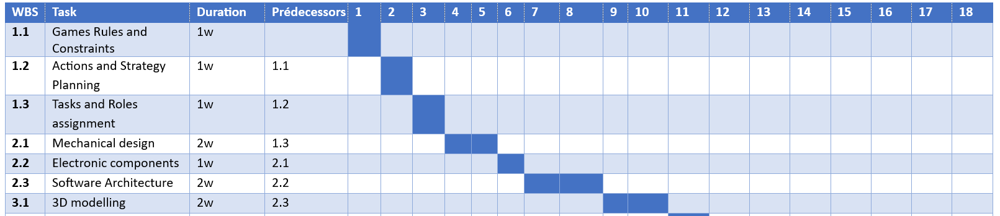 WBS Task Duration Prédecessors 1 2 3 4 5 6 7 8 9 10 11 12 13 14 15 16 17 18
1.1 Games Rules and 1w
Constraints
1.2 Actions and Strategy 1w 1.1
Planning
1.3 Tasks and Roles 1w 1.2
assignment
2.1 Mechanical design 2w 1.3
2.2 Electronic components 1w 2.1
2.3 Software Architecture 2w 2.2
3.1 3D modelling 2w 2.3